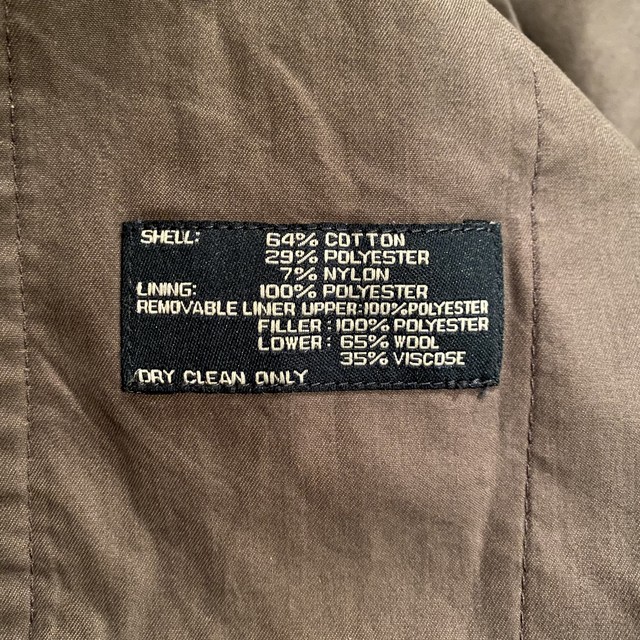 SHELL: 64% COTTON
29% POLYESTER
7% NYLON
LINING: 100% POLYESTER
REMOVABLE LINER UPPER:100%POLYESTER
FILLER:100% POLYESTER
LOWER: 65% WOOL
35% VISCOSE
DRY CLEAN ONLY